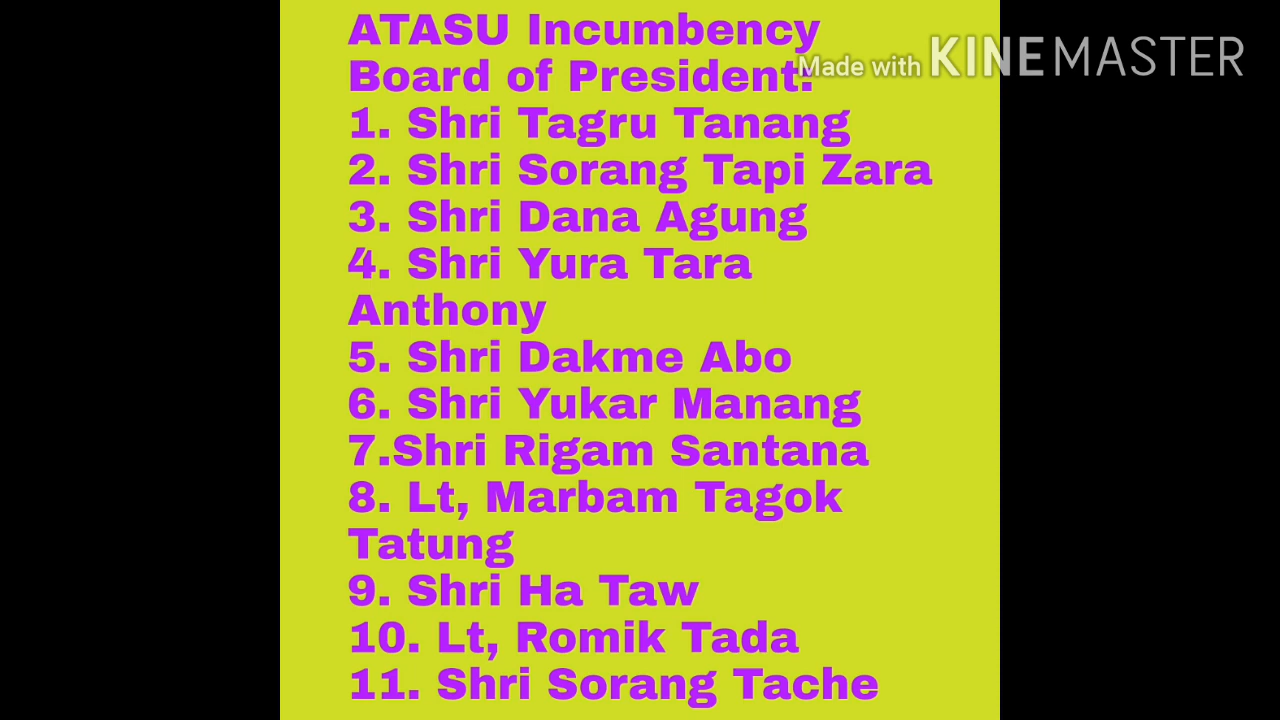 ATASU Incumbency
Board of President:
Made with KINEMASTER
1. Shri Tagru Tanang
2. Shri Sorang Tapi Zara
3. Shri Dana Agung
4. Shri Yura Tara
Anthony
5. Shri Dakme Abo
6. Shri Yukar Manang
7.Shri Rigam Santana
8. Lt, Marbam Tagok
Tatung
9. Shri Ha Taw
10. Lt, Romik Tada
11. Shri Sorang Tache